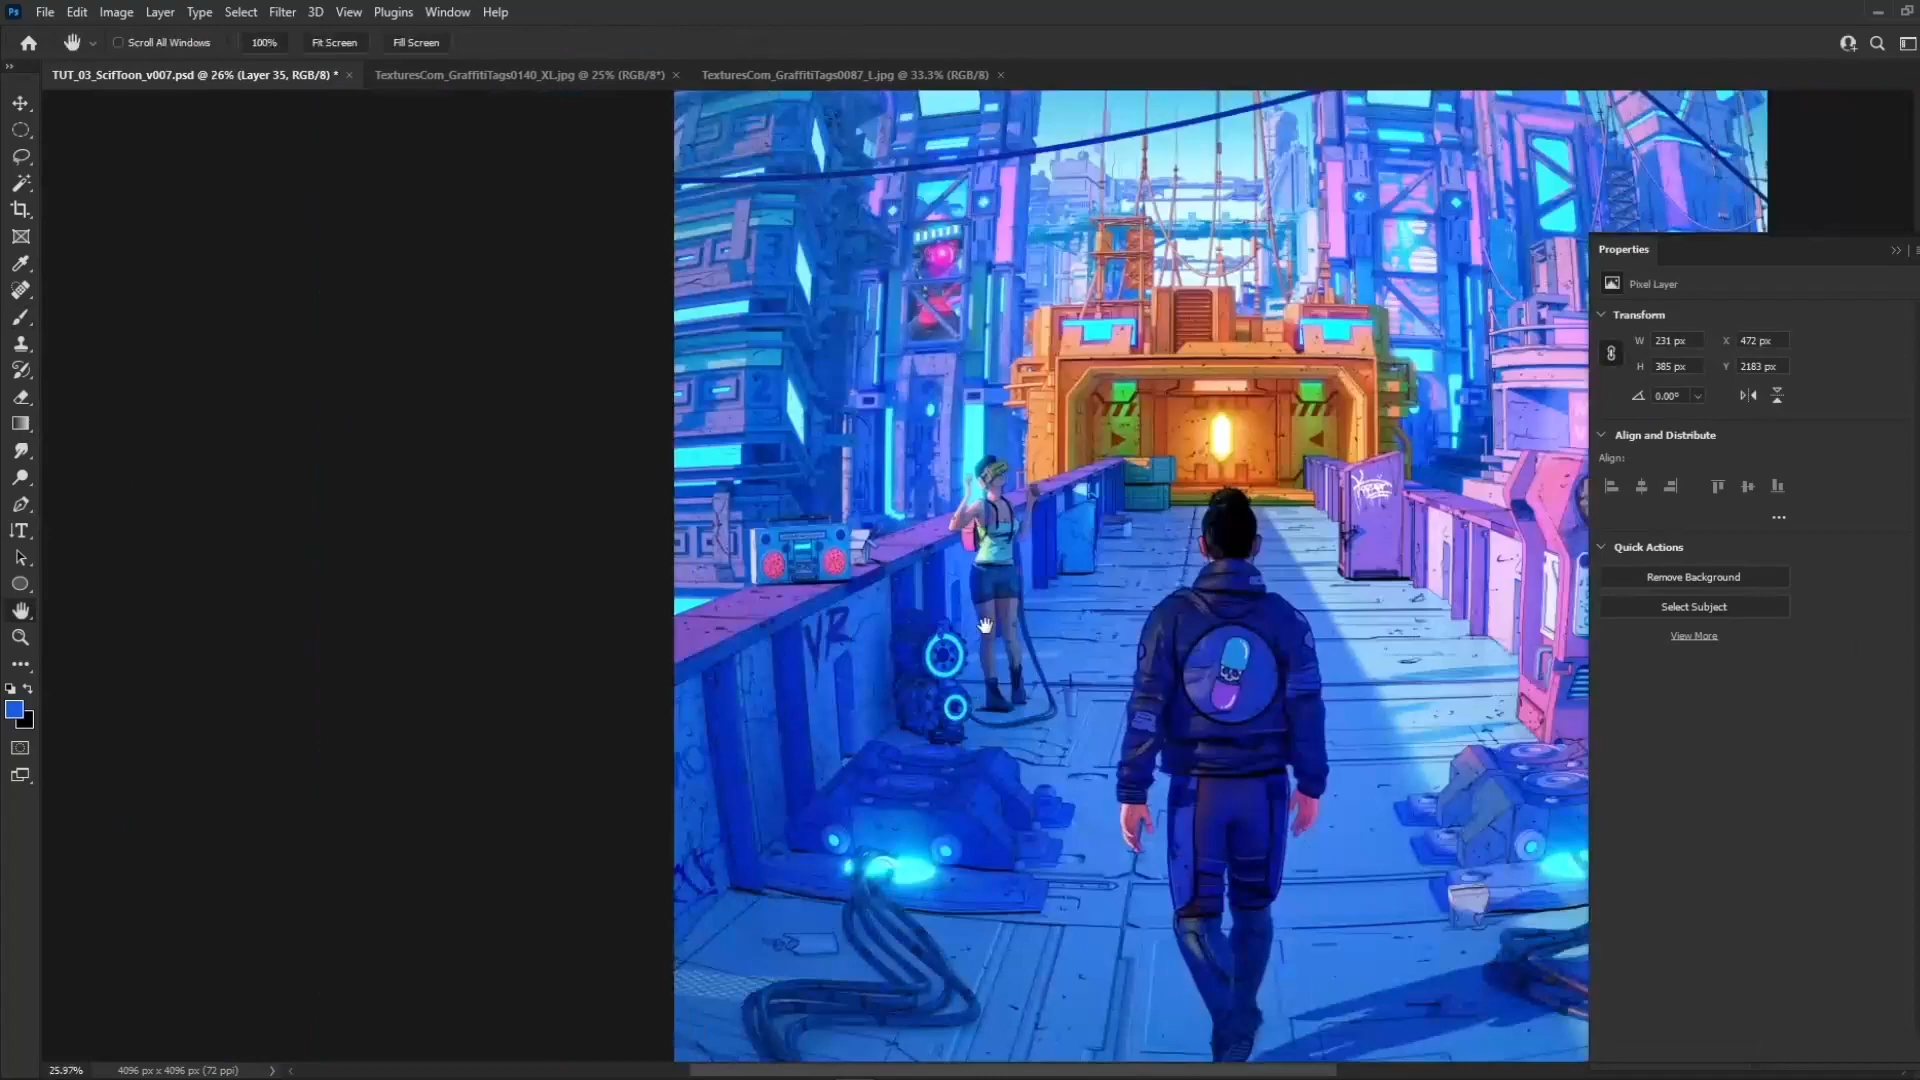 Ps File Edit Image Layer Type Select Filter 3D View Plugins Window Help
Scroll All Windows 100% Fit Screen Fill Screen
TUT_03_ScifToon_v007.psd @ 26% (Layer 35, RGB/8) * × TexturesCom_GraffitiTags0140_XL.jpg @ 25% (RGB/8*) × TexturesCom_GraffitiTags0087_L.jpg @ 33.3% (RGB/8) ×
Properties
Pixel Layer
Transform
W 231 px X 472 px
H 385 px Y 2183 px
0.00°
Align and Distribute
Align:
Quick Actions
Remove Background
Select Subject
View More
VR
25.97% 4096 px x 4096 px (72 ppi)